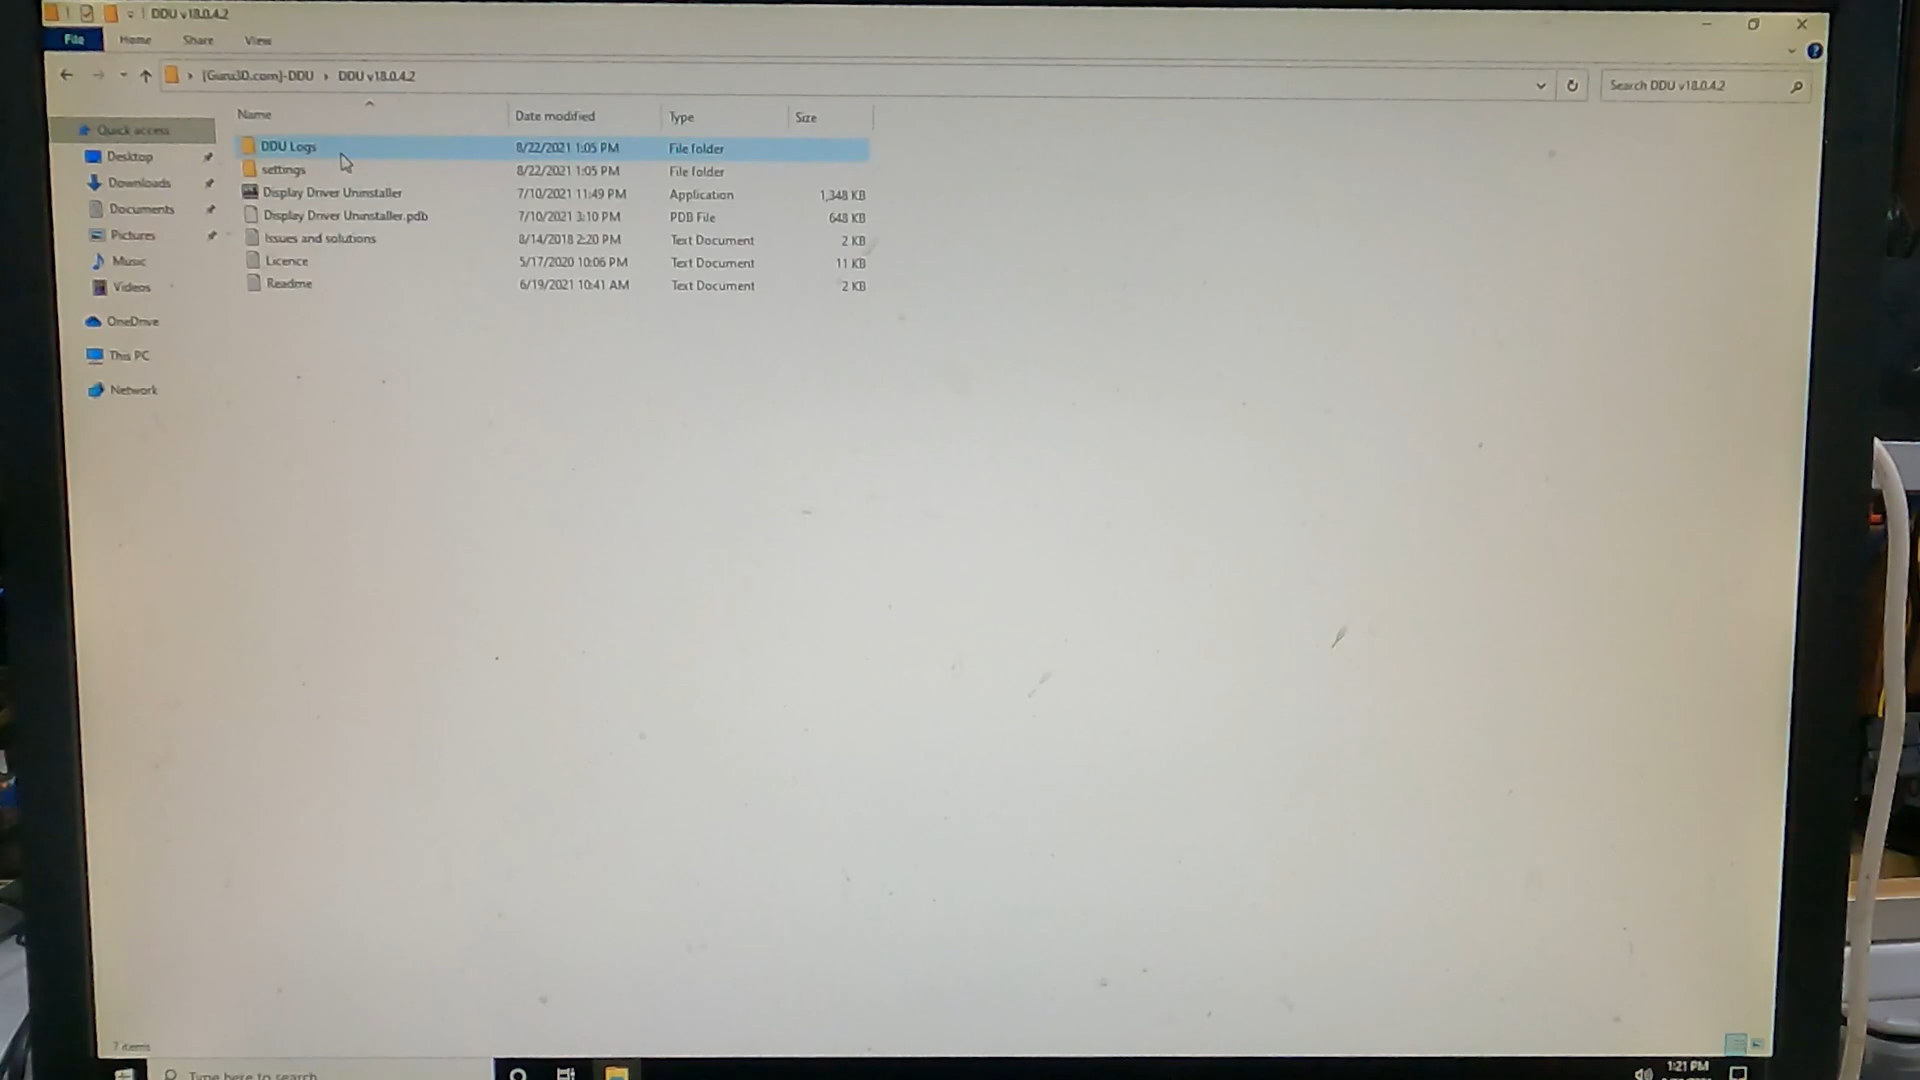 DDU v18.0.4.2
File Home Share View
[Guru3D.com]-DDU › DDU v18.0.4.2
Search DDU v18.0.4.2
Name Date modified Type Size
Quick access
Desktop
Downloads
Documents
Pictures
Music
Videos
OneDrive
This PC
Network
DDU Logs 8/22/2021 1:05 PM File folder
settings 8/22/2021 1:05 PM File folder
Display Driver Uninstaller 7/10/2021 11:49 PM Application 1,348 KB
Display Driver Uninstaller.pdb 7/10/2021 3:10 PM PDB File 648 KB
Issues and solutions 8/14/2018 2:20 PM Text Document 2 KB
Licence 5/17/2020 10:06 PM Text Document 11 KB
Readme 6/19/2021 10:41 AM Text Document 2 KB
7 items
Type here to search
1:21 PM